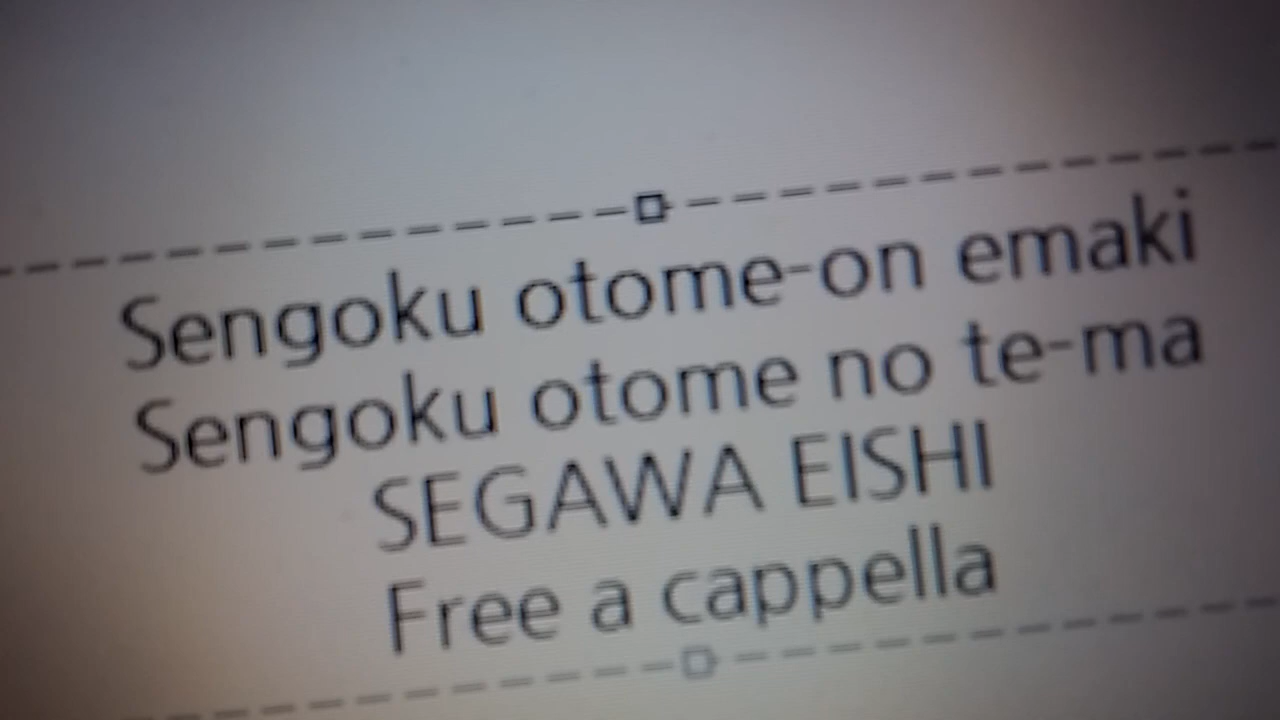 Sengoku otome-on emaki
Sengoku otome no te-ma
SEGAWA EISHI
Free a cappella